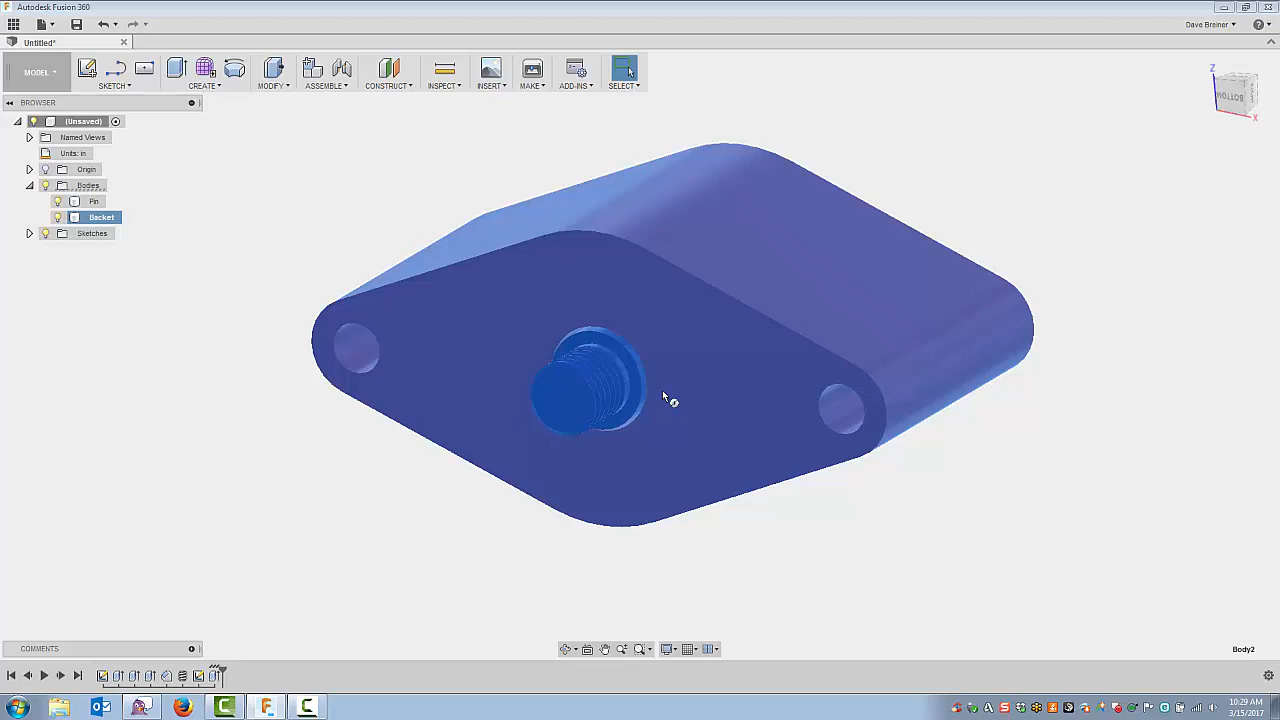 Autodesk Fusion 360
Dave Breiner
Untitled*
MODEL
SKETCH
CREATE
MODIFY
ASSEMBLE
CONSTRUCT
INSPECT
INSERT
MAKE
ADD-INS
SELECT
BROWSER
(Unsaved)
Named Views
Units: in
Origin
Bodies
Pin
Backet
Sketches
Z
BOTTOM
X
COMMENTS
Body2
10:29 AM
3/15/2017